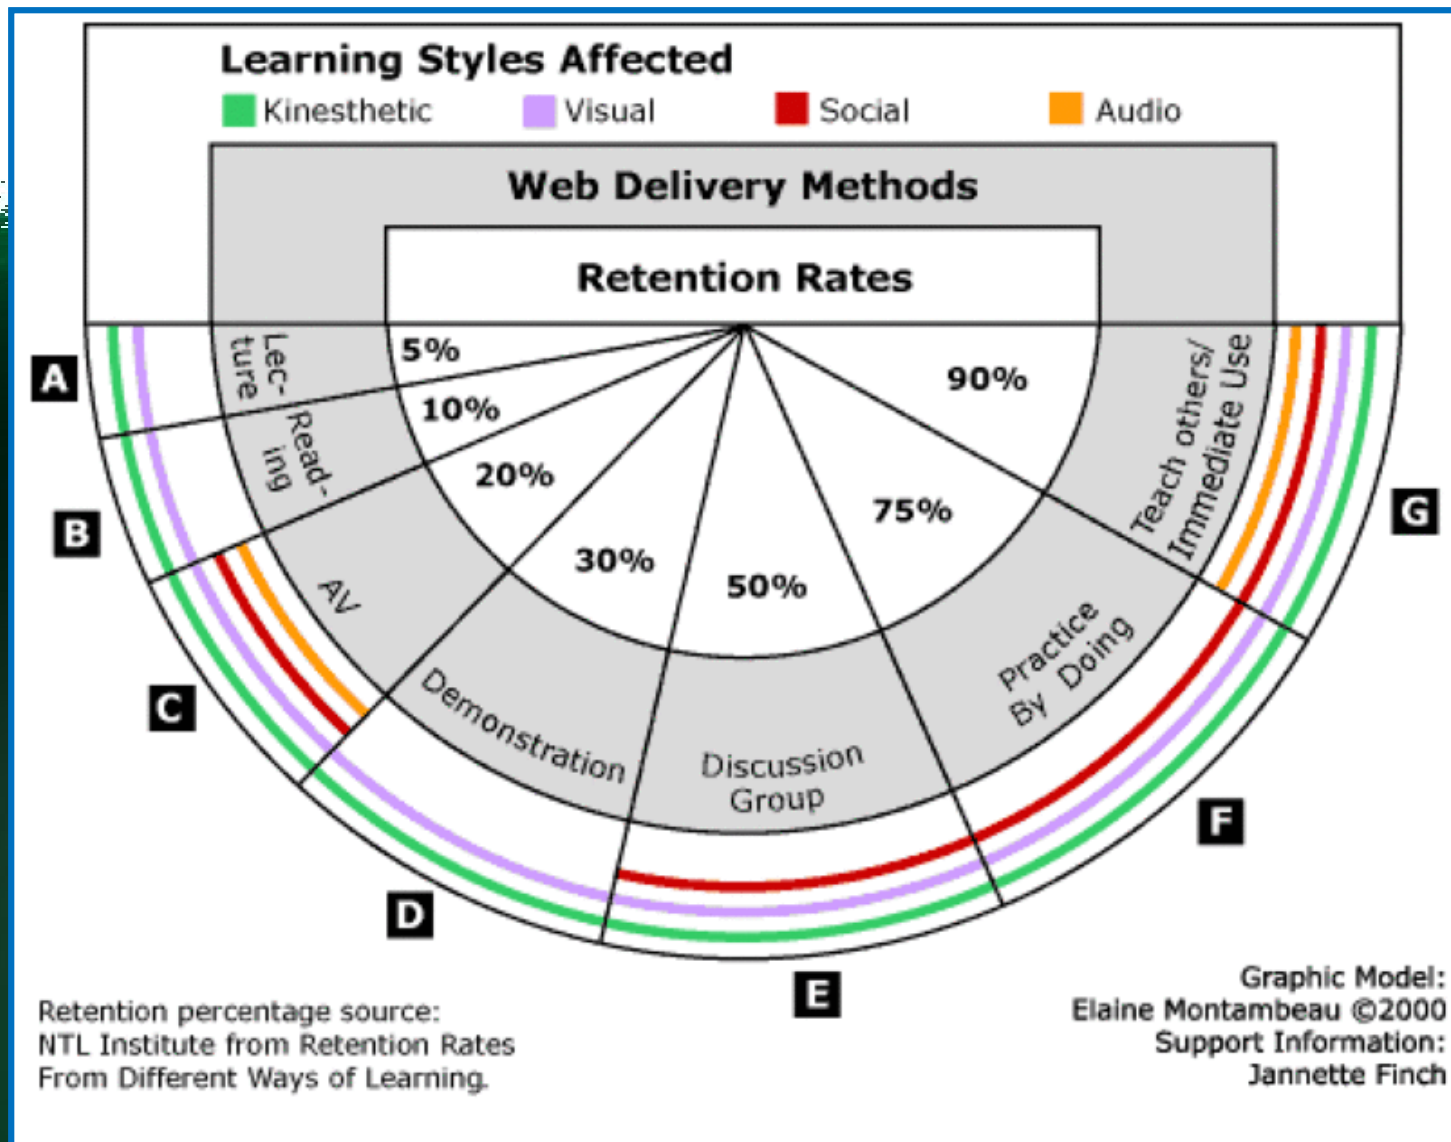 Learning Styles Affected
Kinesthetic Visual Social Audio
Web Delivery Methods
Retention Rates
A
Lec-
ture
5%
B
Read-
ing
10%
C
AV
20%
D
Demonstration
30%
E
Discussion
Group
50%
F
Practice
By Doing
75%
G
Teach others/
Immediate Use
90%
Retention percentage source:
NTL Institute from Retention Rates
From Different Ways of Learning.
Graphic Model:
Elaine Montambeau ©2000
Support Information:
Jannette Finch